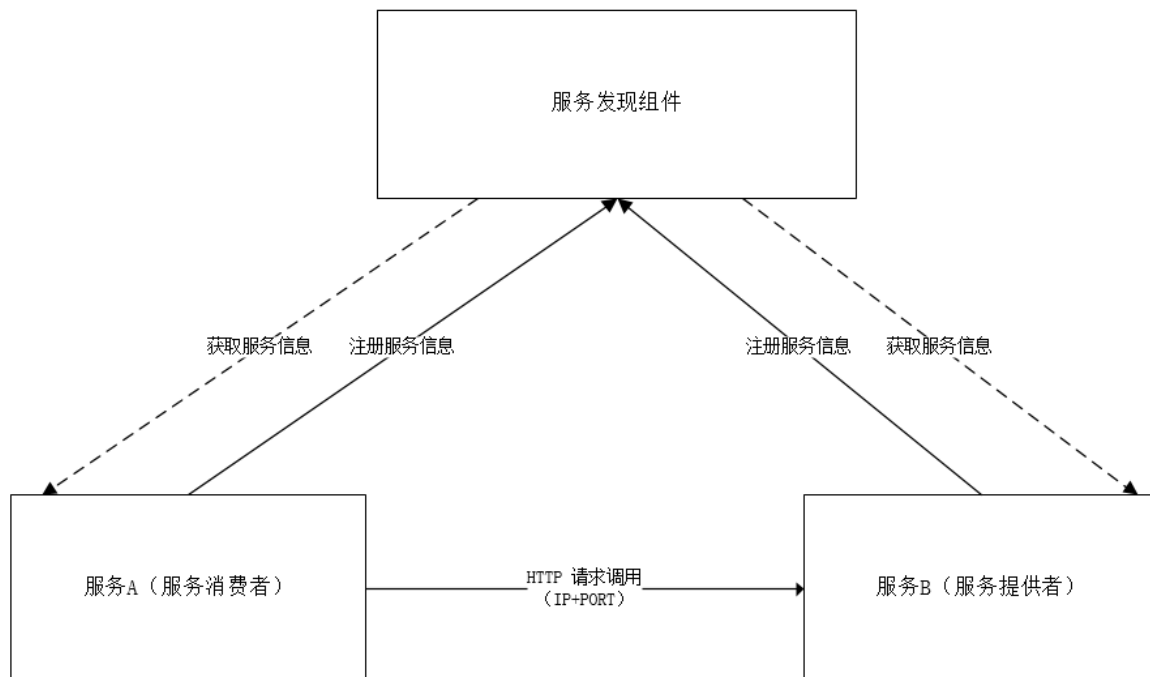 服务发现组件
获取服务信息
注册服务信息
注册服务信息
获取服务信息
服务A（服务消费者）
HTTP 请求调用
（IP+PORT）
服务B（服务提供者）